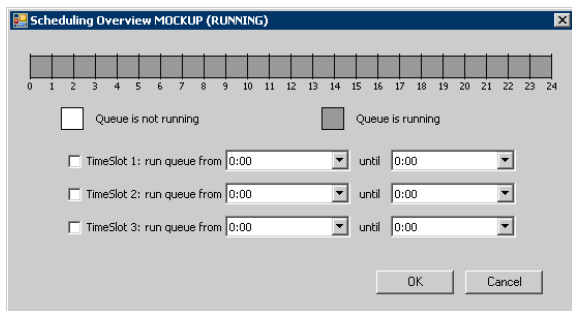 Scheduling Overview MOCKUP (RUNNING)
0 1 2 3 4 5 6 7 8 9 10 11 12 13 14 15 16 17 18 19 20 21 22 23 24
Queue is not running Queue is running
TimeSlot 1: run queue from 0:00 until 0:00
TimeSlot 2: run queue from 0:00 until 0:00
TimeSlot 3: run queue from 0:00 until 0:00
OK Cancel